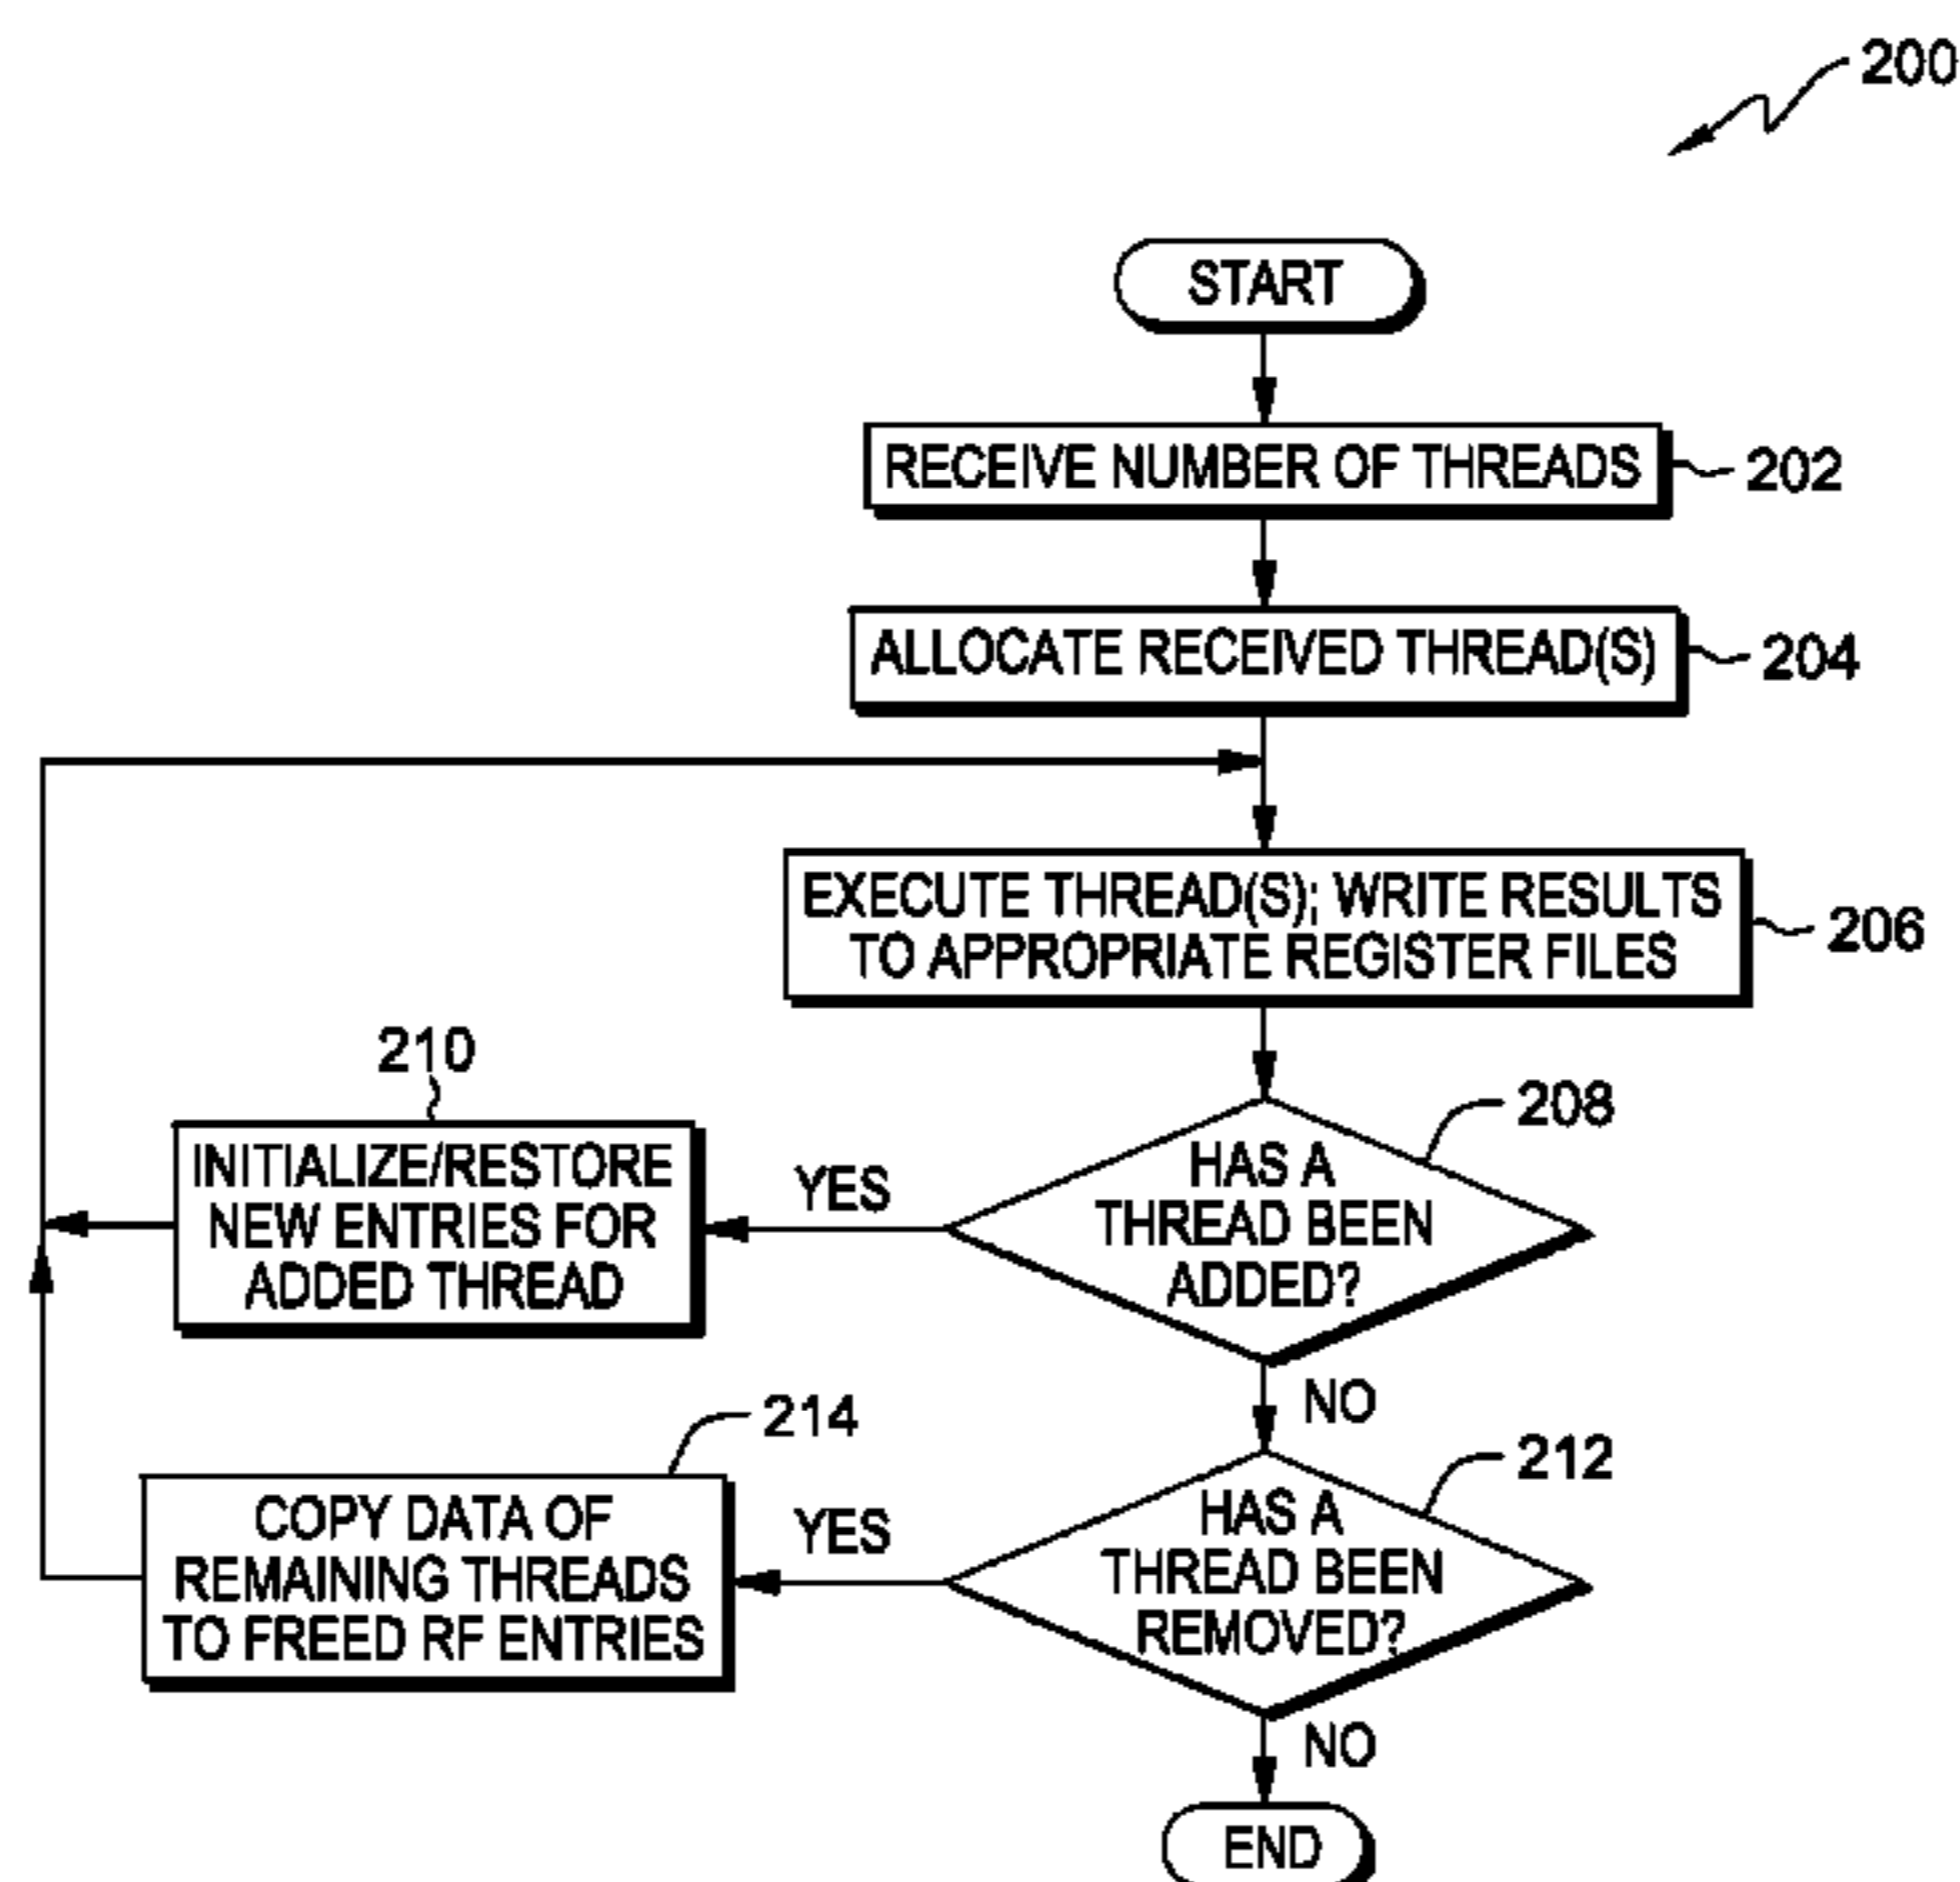 200
START
RECEIVE NUMBER OF THREADS
202
ALLOCATE RECEIVED THREAD(S)
204
EXECUTE THREAD(S); WRITE RESULTS
TO APPROPRIATE REGISTER FILES
206
208
HAS A
THREAD BEEN
ADDED?
YES
210
INITIALIZE/RESTORE
NEW ENTRIES FOR
ADDED THREAD
NO
212
HAS A
THREAD BEEN
REMOVED?
YES
214
COPY DATA OF
REMAINING THREADS
TO FREED RF ENTRIES
NO
END